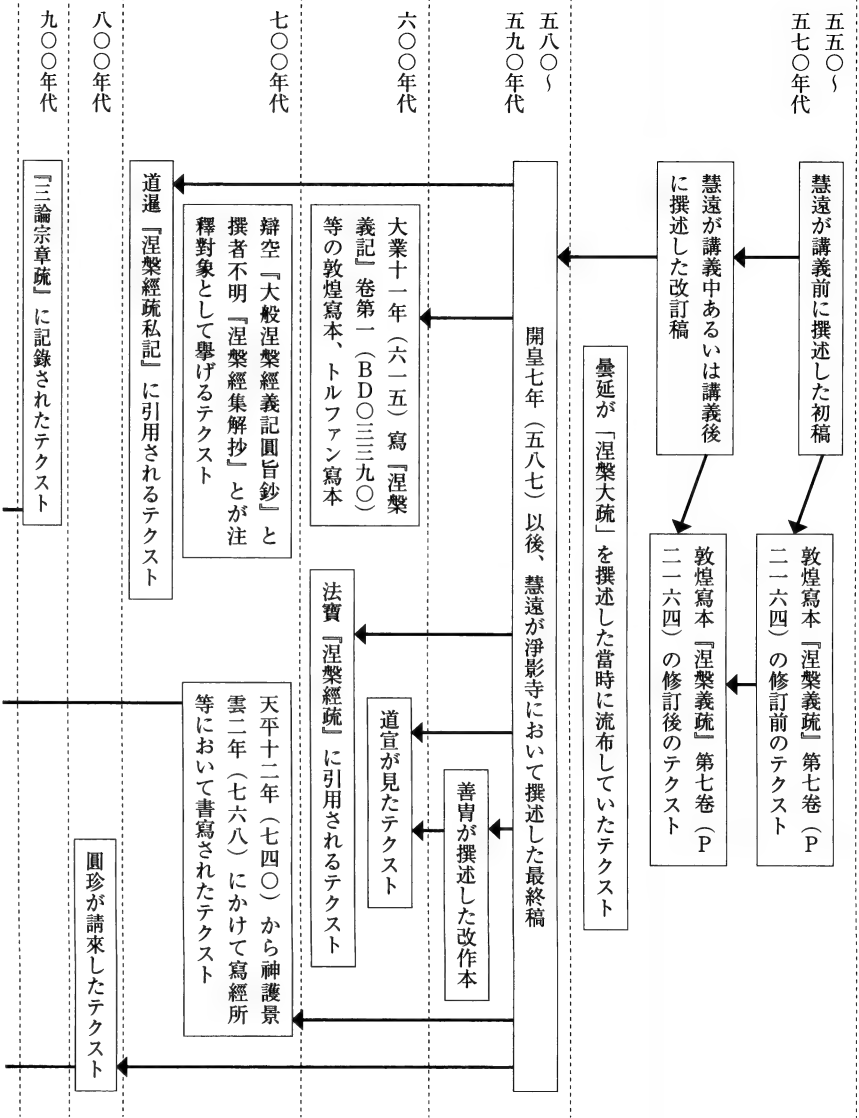 五五〇～
五七〇年代
慧遠が講義前に撰述した初稿
敦煌寫本『涅槃義疏』第七卷（P
二一六四）の修訂前のテクスト
慧遠が講義中あるいは講義後
に撰述した改訂稿
敦煌寫本『涅槃義疏』第七卷（P
二一六四）の修訂後のテクスト
曇延が「涅槃大疏」を撰述した當時に流布していたテクスト
五八〇～
五九〇年代
開皇七年（五八七）以後、慧遠が淨影寺において撰述した最終稿
善冑が撰述した改作本
六〇〇年代
大業十一年（六一五）寫『涅槃
義記』卷第一（BD〇三三九〇）
等の敦煌寫本、トルファン寫本
道宣が見たテクスト
法寶『涅槃經疏』に引用されるテクスト
七〇〇年代
辯空『大般涅槃經義記圓旨鈔』と
撰者不明『涅槃經集解抄』とが注
釋對象として擧げるテクスト
天平十二年（七四〇）から神護景
雲二年（七六八）にかけて寫經所
等において書寫されたテクスト
道暹『涅槃經疏私記』に引用されるテクスト
八〇〇年代
圓珍が請來したテクスト
九〇〇年代
『三論宗章疏』に記錄されたテクスト